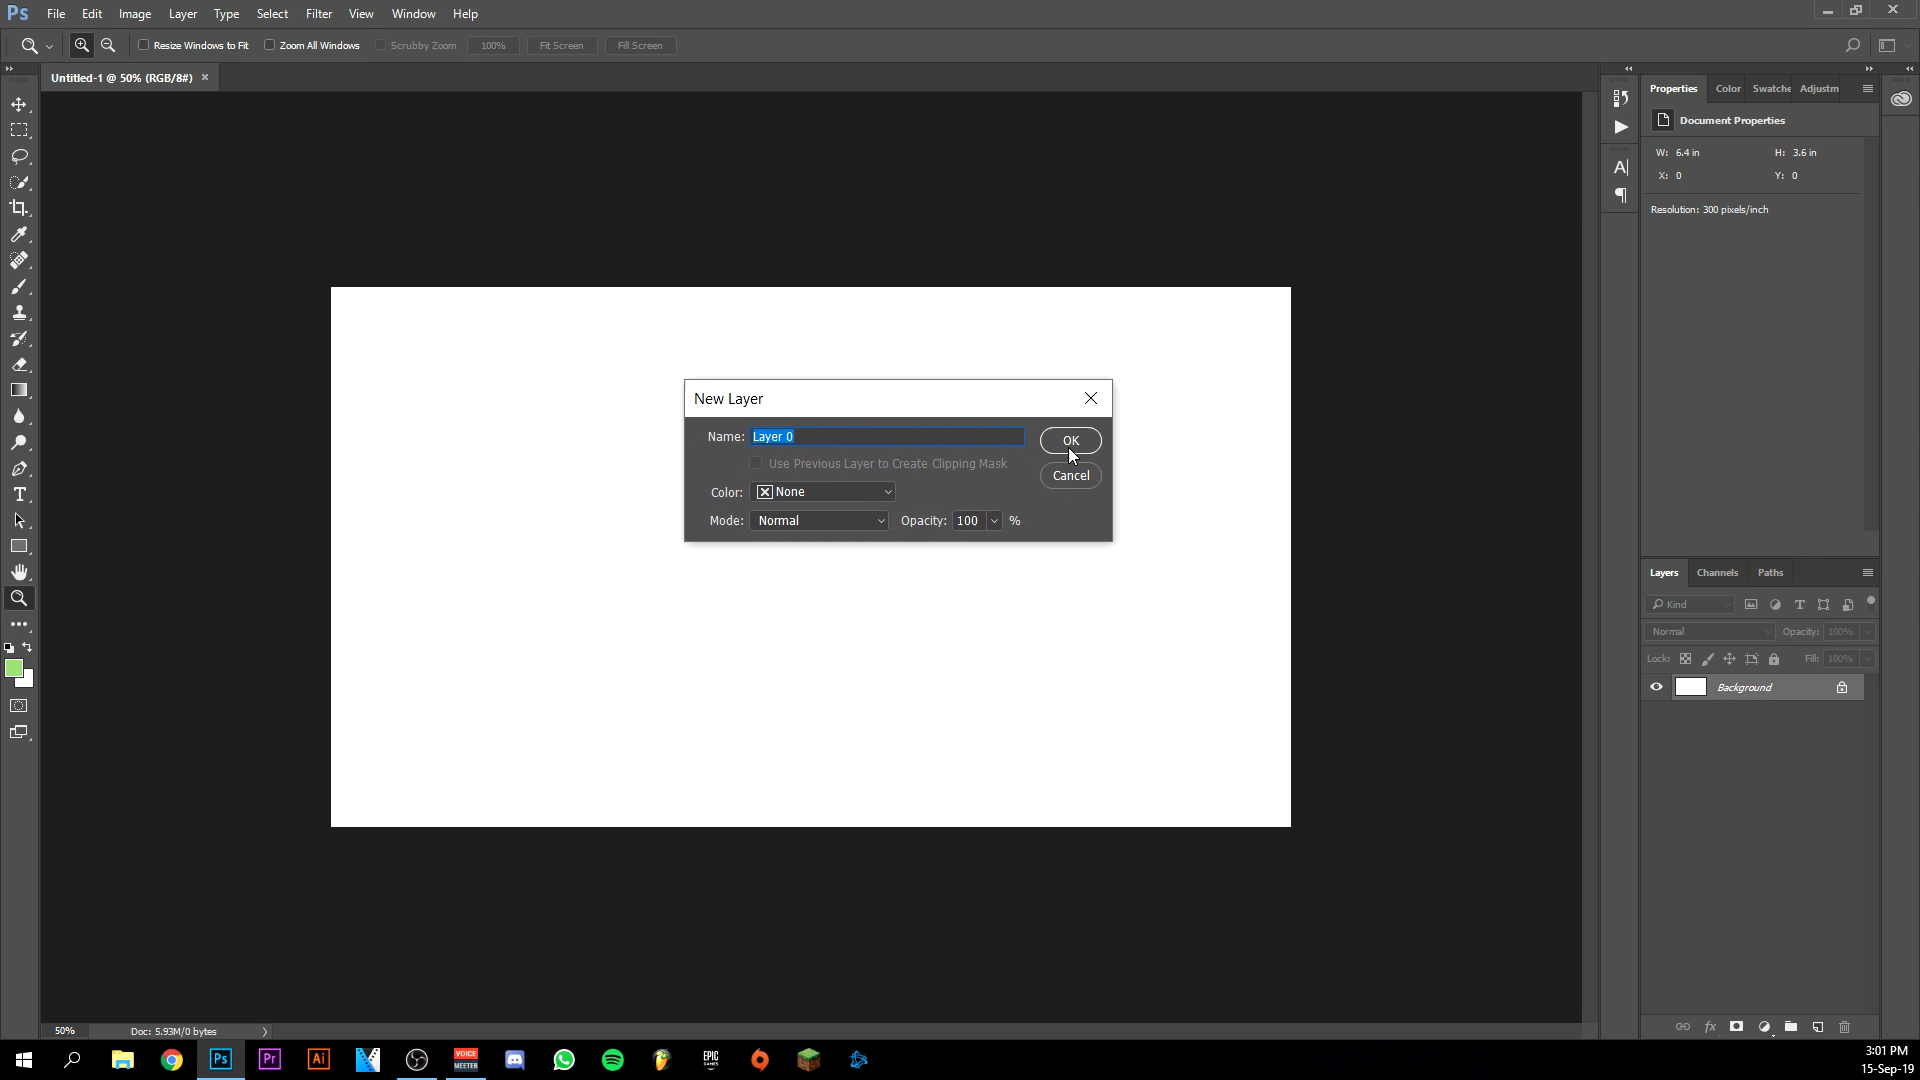 Ps File Edit Image Layer Type Select Filter View Window Help
Resize Windows to Fit Zoom All Windows Scrubby Zoom 100% Fit Screen Fill Screen
Untitled-1 @ 50% (RGB/8#)
Properties Color Swatche Adjustm
Document Properties
W: 6.4 in H: 3.6 in
X: 0 Y: 0
Resolution: 300 pixels/inch
New Layer
Name: Layer 0 OK
Use Previous Layer to Create Clipping Mask
Cancel
Color: None
Mode: Normal Opacity: 100 %
Layers Channels Paths
Kind
Normal Opacity: 100%
Lock: Fill: 100%
Background
50% Doc: 5.93M/0 bytes
Ps Pr Ai VOICE MEETER EPIC GAMES
3:01 PM
15-Sep-19